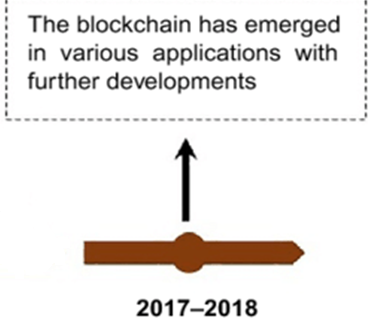 The blockchain has emerged
in various applications with
further developments
2017–2018